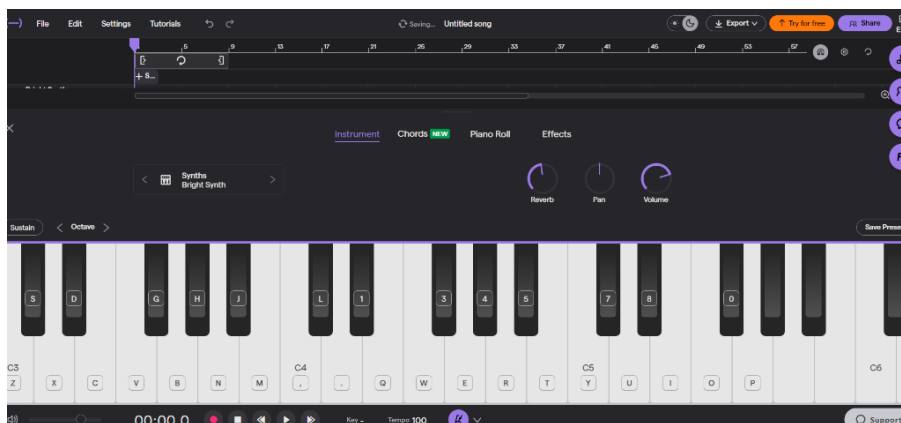 File Edit Settings Tutorials Saving... Untitled song Export Try for free Share
5 9 13 17 21 25 29 33 37 41 45 49 53 57
+ S...
Instrument Chords NEW Piano Roll Effects
Synths
Bright Synth
Reverb Pan Volume
Sustain Octave Save Prese
S D G H J L 1 3 4 5 7 8 0
C3 C4 C5 C6
Z X C V B N M , . Q W E R T Y U I O P
00:00.0 Key - Tempo 100 Support